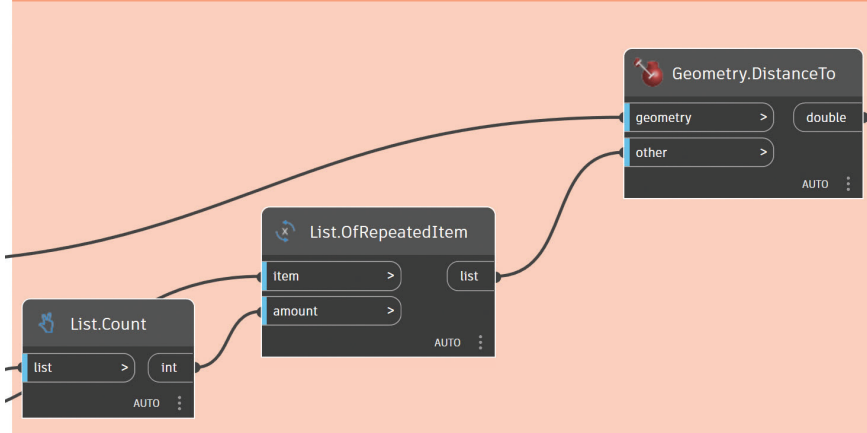 Geometry.DistanceTo
geometry >
double
other >
AUTO
List.OfRepeatedItem
item >
list
amount >
AUTO
List.Count
list >
int
AUTO